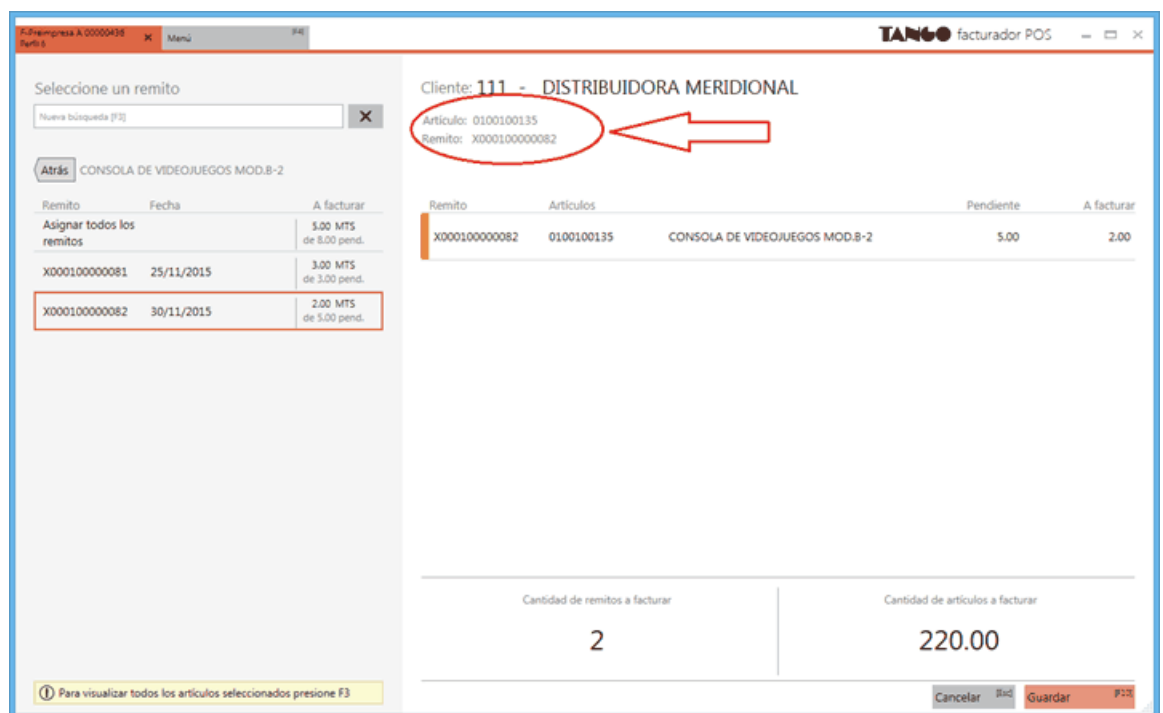 F-Preimpresa A 00000436
Perfil 6
Menú
[F4]
TANGO facturador POS
Seleccione un remito
Nueva búsqueda [F3]
Atrás CONSOLA DE VIDEOJUEGOS MOD.B-2
Remito Fecha A facturar
Asignar todos los remitos 5.00 MTS de 8.00 pend.
X000100000081 25/11/2015 3.00 MTS de 3.00 pend.
X000100000082 30/11/2015 2.00 MTS de 5.00 pend.
Para visualizar todos los artículos seleccionados presione F3
Cliente: 111 - DISTRIBUIDORA MERIDIONAL
Artículo: 0100100135
Remito: X000100000082
Remito Artículos Pendiente A facturar
X000100000082 0100100135 CONSOLA DE VIDEOJUEGOS MOD.B-2 5.00 2.00
Cantidad de remitos a facturar
2
Cantidad de artículos a facturar
220.00
Cancelar [Esc]
Guardar